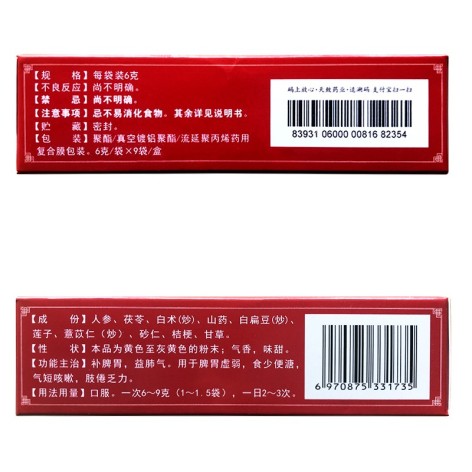 【规　　格】每袋装6克
【不良反应】尚不明确。
【禁　　忌】尚不明确。
【注意事项】忌不易消化食物。其余详见说明书。
【贮　　藏】密封。
【包　　装】聚酯/真空镀铝聚酯/流延聚丙烯药用
复合膜包装。6克/袋×9袋/盒
码上放心·天敖药业·追溯码 支付宝扫一扫
83931 06000 00816 82354
【成　　份】人参、茯苓、白术(炒)、山药、白扁豆(炒)、
莲子、薏苡仁（炒）、砂仁、桔梗、甘草。
【性　　状】本品为黄色至灰黄色的粉末；气香，味甜。
【功能主治】补脾胃，益肺气。用于脾胃虚弱，食少便溏，
气短咳嗽，肢倦乏力。
【用法用量】口服。一次6~9克（1~1.5袋），一日2~3次。
6 970875 331735